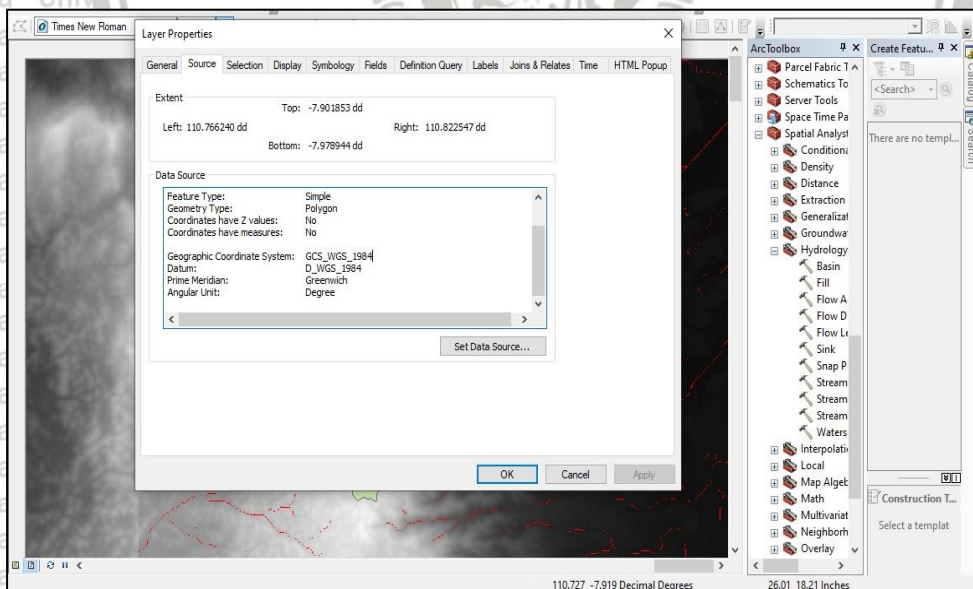 Times New Roman
Layer Properties
General Source Selection Display Symbology Fields Definition Query Labels Joins & Relates Time HTML Popup
Extent
Top: -7.901853 dd
Left: 110.766240 dd Right: 110.822547 dd
Bottom: -7.978944 dd
Data Source
Feature Type: Simple
Geometry Type: Polygon
Coordinates have Z values: No
Coordinates have measures: No
Geographic Coordinate System: GCS_WGS_1984
Datum: D_WGS_1984
Prime Meridian: Greenwich
Angular Unit: Degree
Set Data Source...
OK Cancel Apply
ArcToolbox
Parcel Fabric T
Schematics To
Server Tools
Space Time Pa
Spatial Analyst
Conditiona
Density
Distance
Extraction
Generalizat
Groundwa
Hydrology
Basin
Fill
Flow A
Flow D
Flow Le
Sink
Snap P
Stream
Stream
Stream
Waters
Interpolati
Local
Map Algeb
Math
Multivariat
Neighborh
Overlay
Create Featu...
<Search>
There are no templ...
Construction T...
Select a templat
Catalog
Search
110.727 -7.919 Decimal Degrees
26.01 18.21 Inches